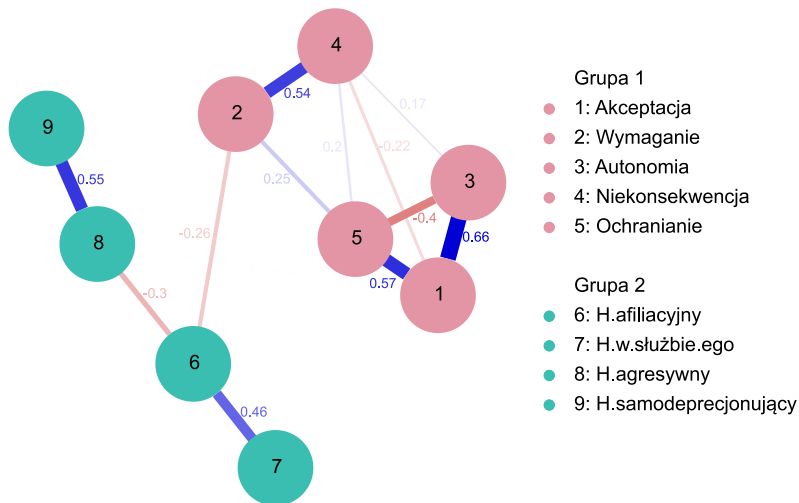 4
0.54
2
0.17
9
0.2
-0.22
0.55
0.25
3
-0.4
5
0.66
-0.26
8
0.57
1
-0.3
6
0.46
7
Grupa 1
1: Akceptacja
2: Wymaganie
3: Autonomia
4: Niekonsekwencja
5: Ochranianie
Grupa 2
6: H.afiliacyjny
7: H.w.służbie.ego
8: H.agresywny
9: H.samodeprecjonujący